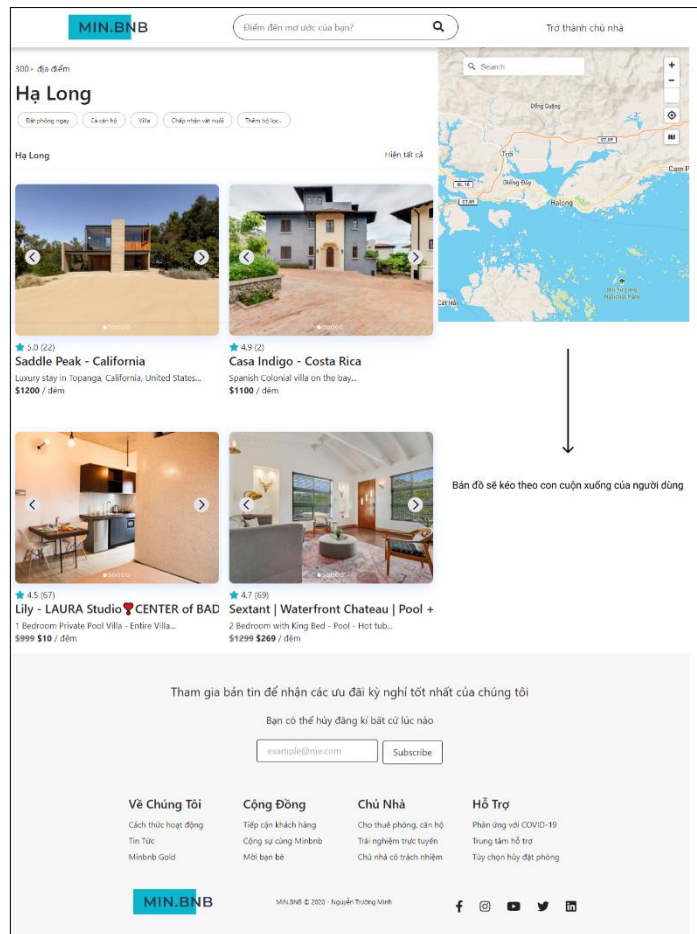 MIN.BNB
Điểm đến mơ ước của bạn?
Trở thành chủ nhà
300+ địa điểm
Hạ Long
Đặt phòng ngay
Cả căn hộ
Villa
Chấp nhận vật nuôi
Thêm bộ lọc..
Hạ Long
Hiện tất cả
Search
Trới
Giếng Đáy
Halong
Cam P
Cát Hải
National Park
5.0 (22)
Saddle Peak - California
Luxury stay in Topanga, California, United States...
$1200 / đêm
4.9 (2)
Casa Indigo - Costa Rica
Spanish Colonial villa on the bay...
$1100 / đêm
Bản đồ sẽ kéo theo con cuộn xuống của người dùng
4.5 (67)
Lily - LAURA Studio❣️CENTER of BAD
1 Bedroom Private Pool Villa - Entire Villa...
$999 $10 / đêm
4.7 (69)
Sextant | Waterfront Chateau | Pool +
2 Bedroom with King Bed - Pool - Hot tub...
$1299 $269 / đêm
Tham gia bản tin để nhận các ưu đãi kỳ nghỉ tốt nhất của chúng tôi
Bạn có thể hủy đăng kí bất cứ lúc nào
example@me.com
Subscribe
Về Chúng Tôi
Cách thức hoạt động
Tin Tức
Minbnb Gold
Cộng Đồng
Tiếp cận khách hàng
Cộng sự cùng Minbnb
Mời bạn bè
Chủ Nhà
Cho thuê phòng, căn hộ
Trải nghiệm trực tuyến
Chủ nhà có trách nhiệm
Hỗ Trợ
Phản ứng với COVID-19
Trung tâm hỗ trợ
Tùy chọn hủy đặt phòng
MIN.BNB
MIN.BNB © 2020 - Nguyễn Trường Minh